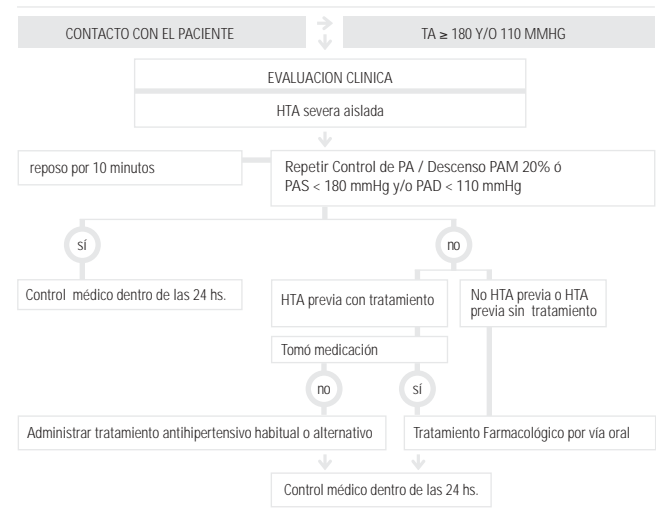 CONTACTO CON EL PACIENTE
TA ≥ 180 Y/O 110 MMHG
EVALUACION CLINICA
HTA severa aislada
reposo por 10 minutos
Repetir Control de PA / Descenso PAM 20% ó
PAS < 180 mmHg y/o PAD < 110 mmHg
sí
no
Control médico dentro de las 24 hs.
HTA previa con tratamiento
No HTA previa o HTA
previa sin tratamiento
Tomó medicación
no
sí
Administrar tratamiento antihipertensivo habitual o alternativo
Tratamiento Farmacológico por vía oral
Control médico dentro de las 24 hs.